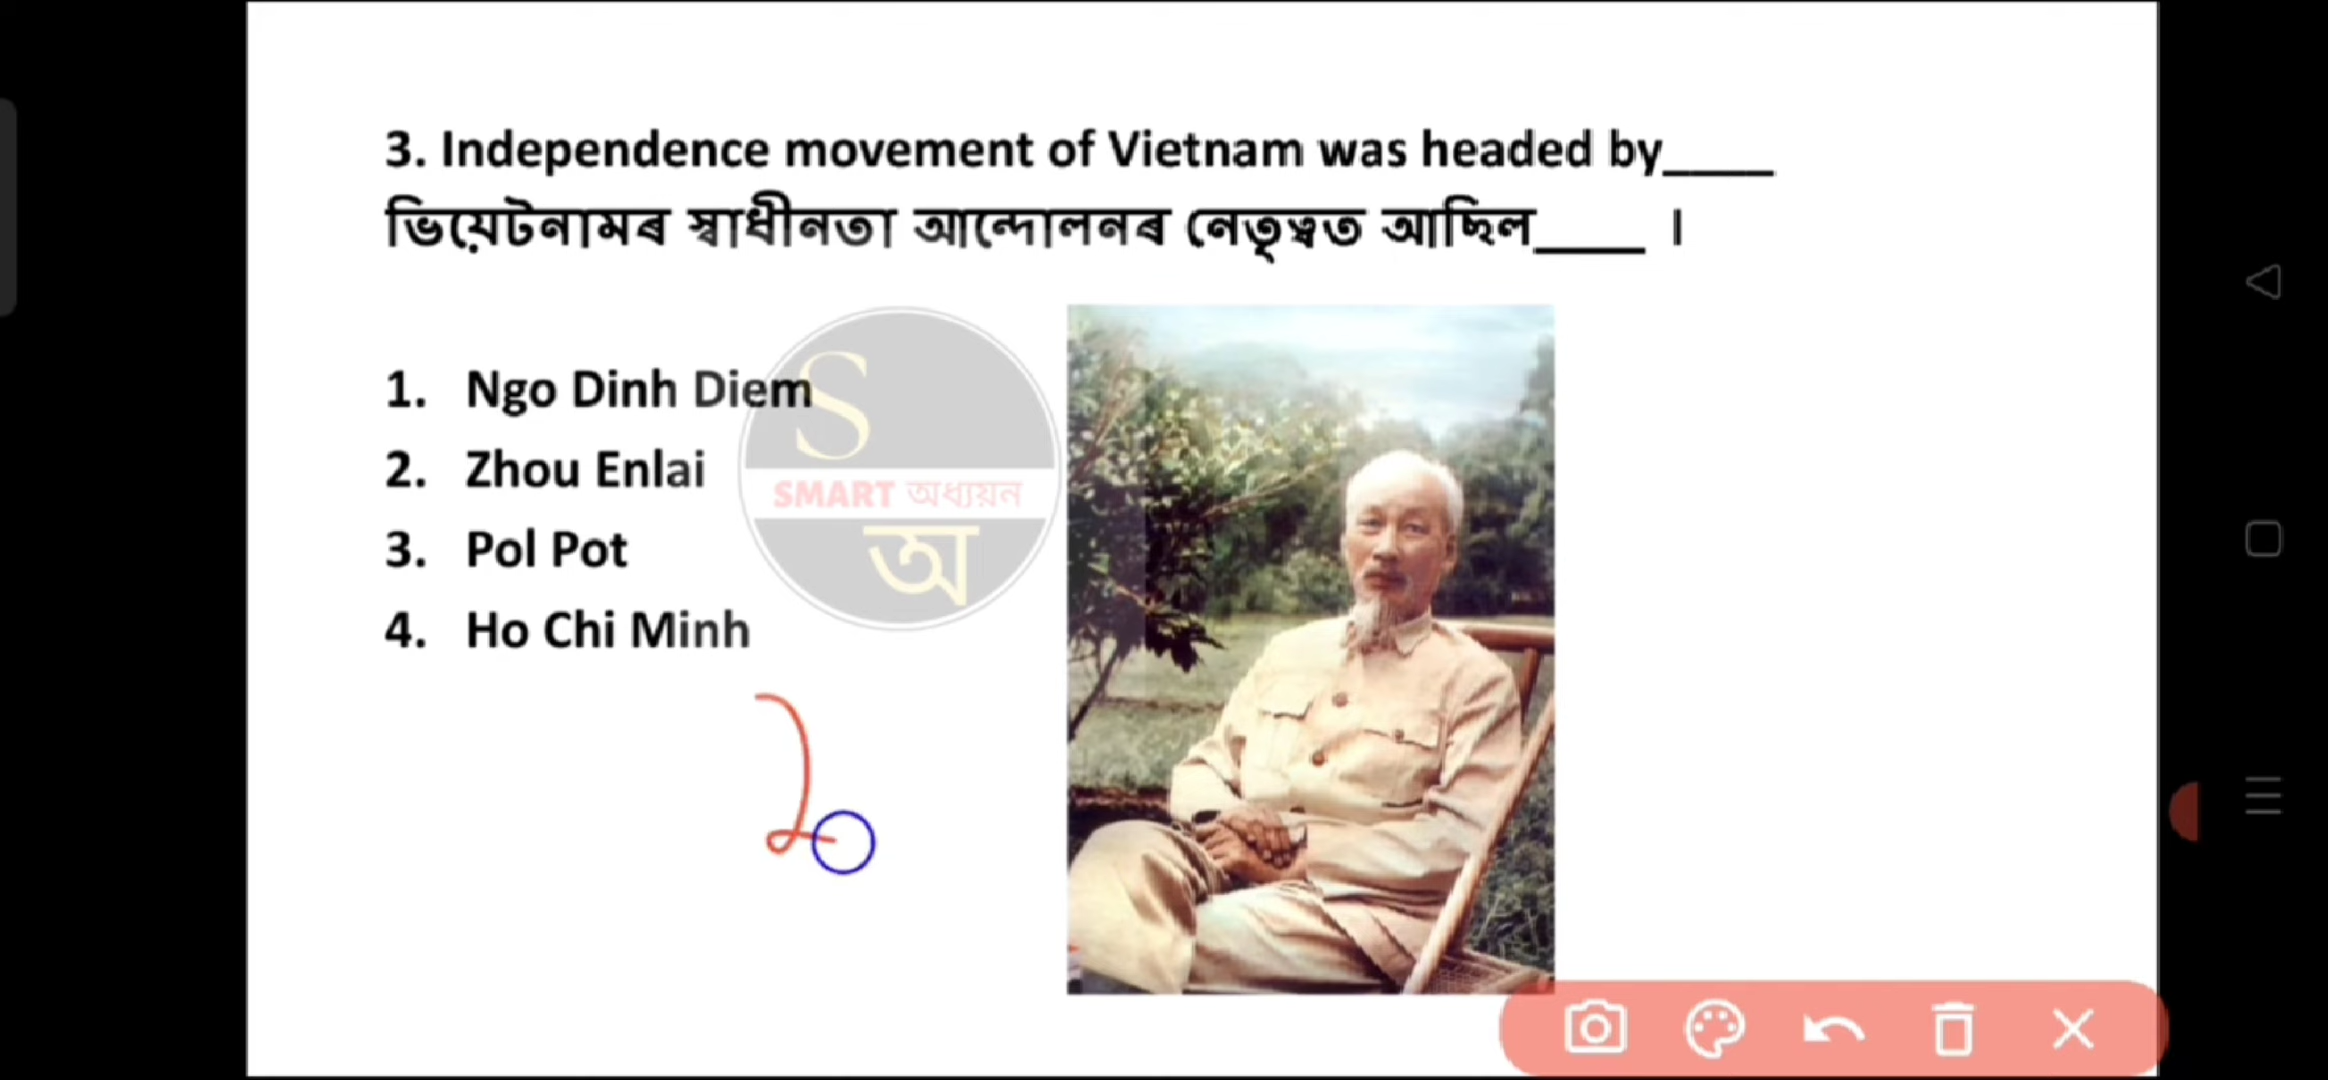 3. Independence movement of Vietnam was headed by____
ভিয়েটনামৰ স্বাধীনতা আন্দোলনৰ নেতৃত্বত আছিল____ ।
1. Ngo Dinh Diem
2. Zhou Enlai
3. Pol Pot
4. Ho Chi Minh
S
SMART অধ্যয়ন
অ